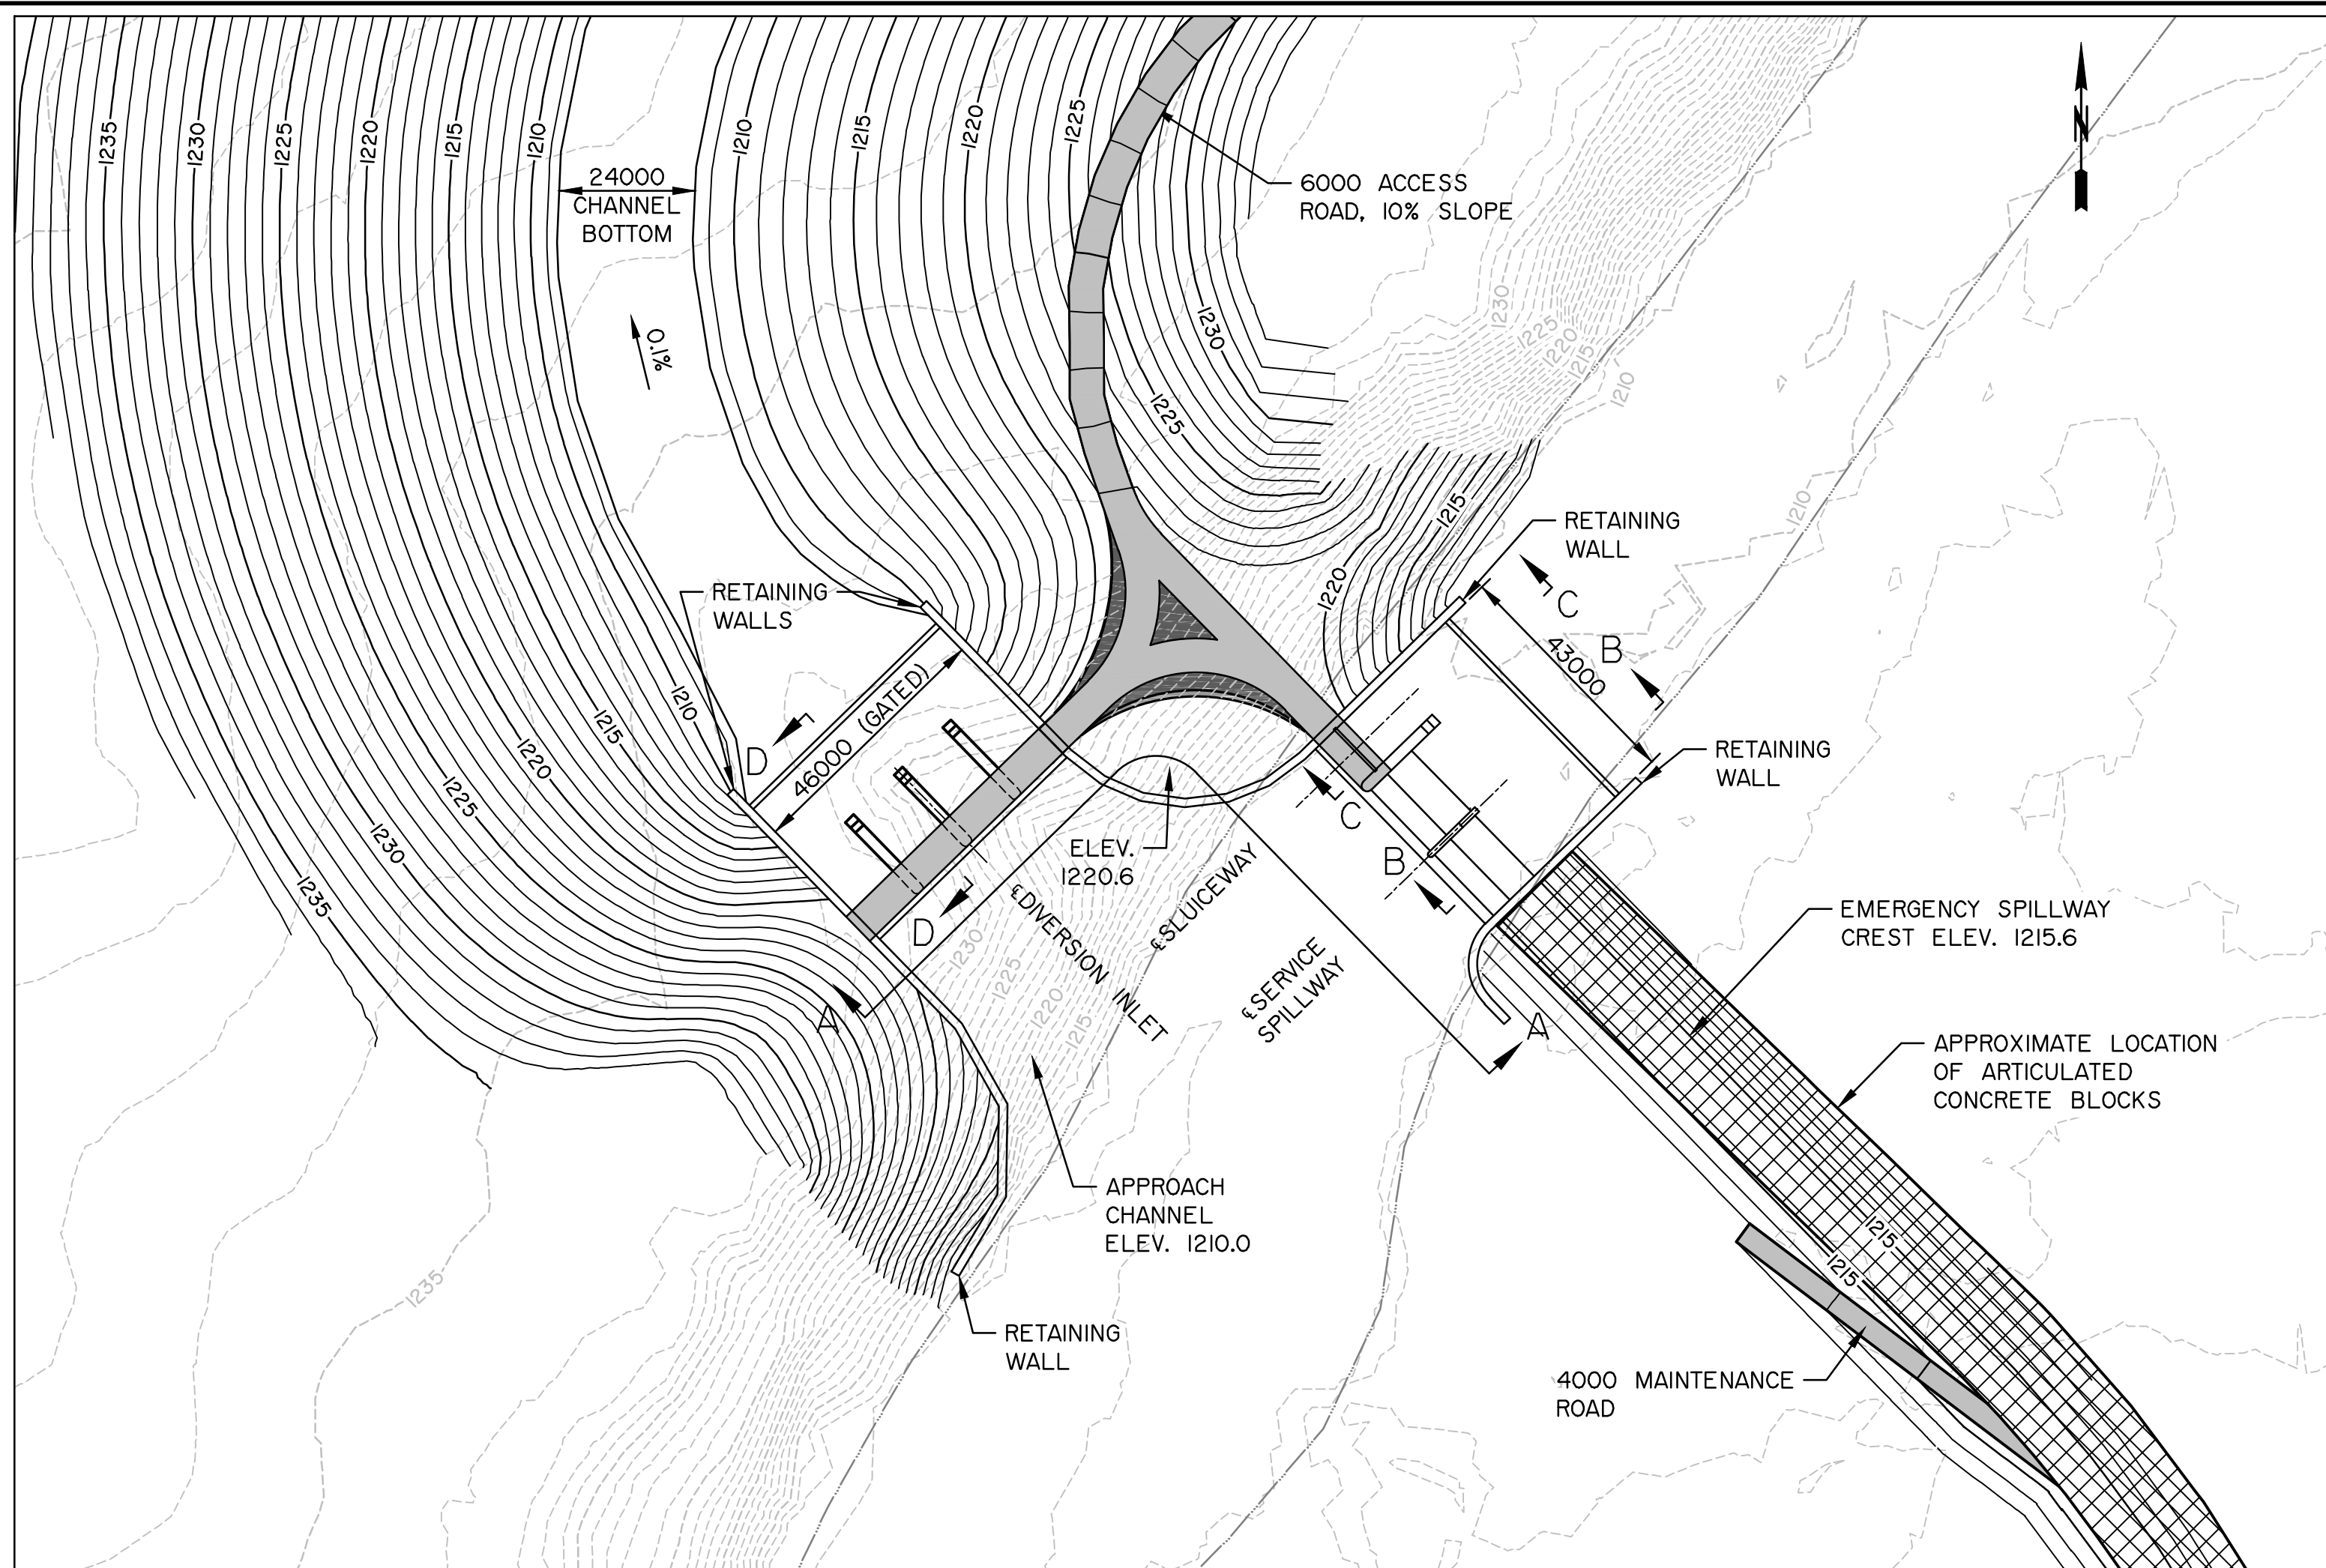 1235
1230
1225
1220
1215
1210
1210
1215
1220
1225
24000
CHANNEL
BOTTOM
6000 ACCESS
ROAD, 10% SLOPE
N
0.1%
1230
1225
1230
1225
1220
1215
1210
1215
1210
RETAINING
WALL
RETAINING
WALLS
1220
C
B
43000
46000 (GATED)
D
1210
1215
1220
1225
1230
1235
RETAINING
WALL
ELEV.
1220.6
C
B
D
A
A
℄DIVERSION INLET
℄SLUICEWAY
℄SERVICE
SPILLWAY
1230
1225
1220
1215
EMERGENCY SPILLWAY
CREST ELEV. 1215.6
APPROXIMATE LOCATION
OF ARTICULATED
CONCRETE BLOCKS
APPROACH
CHANNEL
ELEV. 1210.0
1215
1215
1235
RETAINING
WALL
4000 MAINTENANCE
ROAD